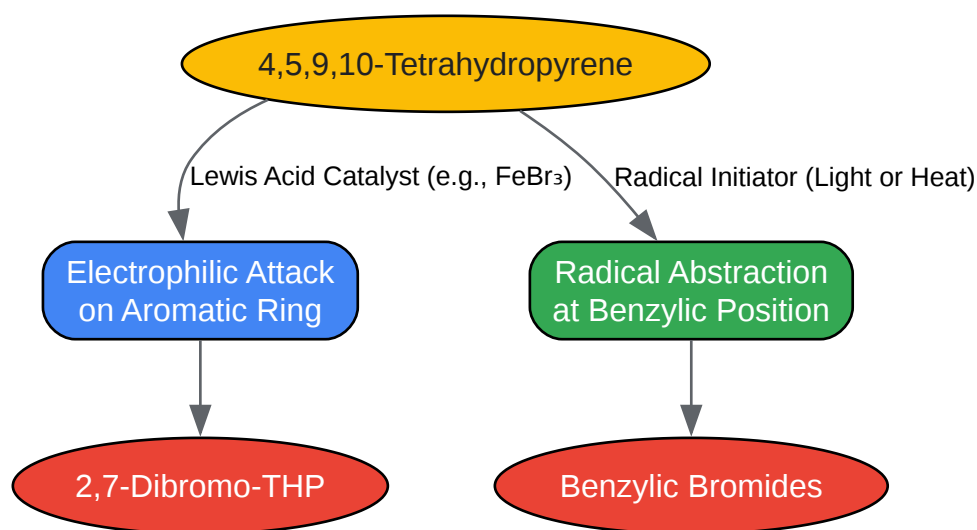 4,5,9,10-Tetrahydropyrene
Lewis Acid Catalyst (e.g., FeBr₃)
Radical Initiator (Light or Heat)
Electrophilic Attack
on Aromatic Ring
Radical Abstraction
at Benzylic Position
2,7-Dibromo-THP
Benzylic Bromides